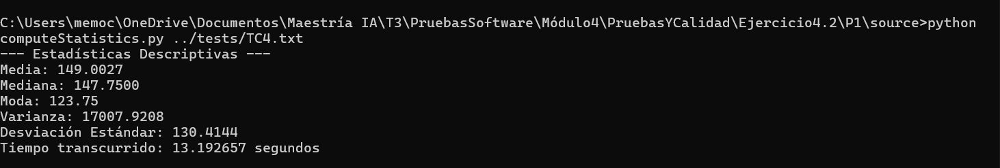 C:\Users\memoc\OneDrive\Documentos\Maestría IA\T3\PruebasSoftware\Módulo4\PruebasYCalidad\Ejercicio4.2\P1\source>python
computeStatistics.py ../tests/TC4.txt
--- Estadísticas Descriptivas ---
Media: 149.0027
Mediana: 147.7500
Moda: 123.75
Varianza: 17007.9208
Desviación Estándar: 130.4144
Tiempo transcurrido: 13.192657 segundos